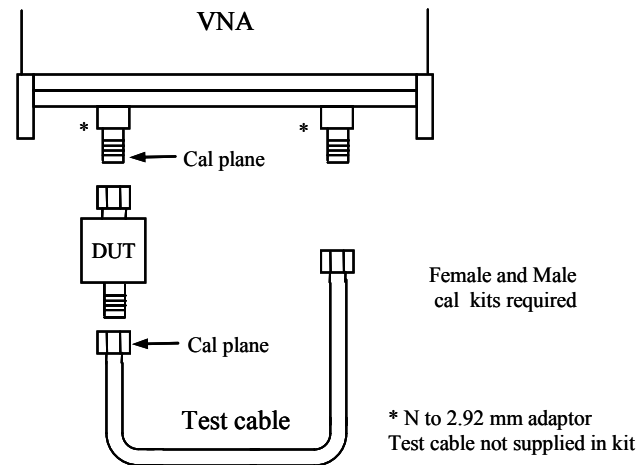 VNA
*
*
Cal plane
DUT
Female and Male
cal kits required
Cal plane
Test cable
* N to 2.92 mm adaptor
Test cable not supplied in kit